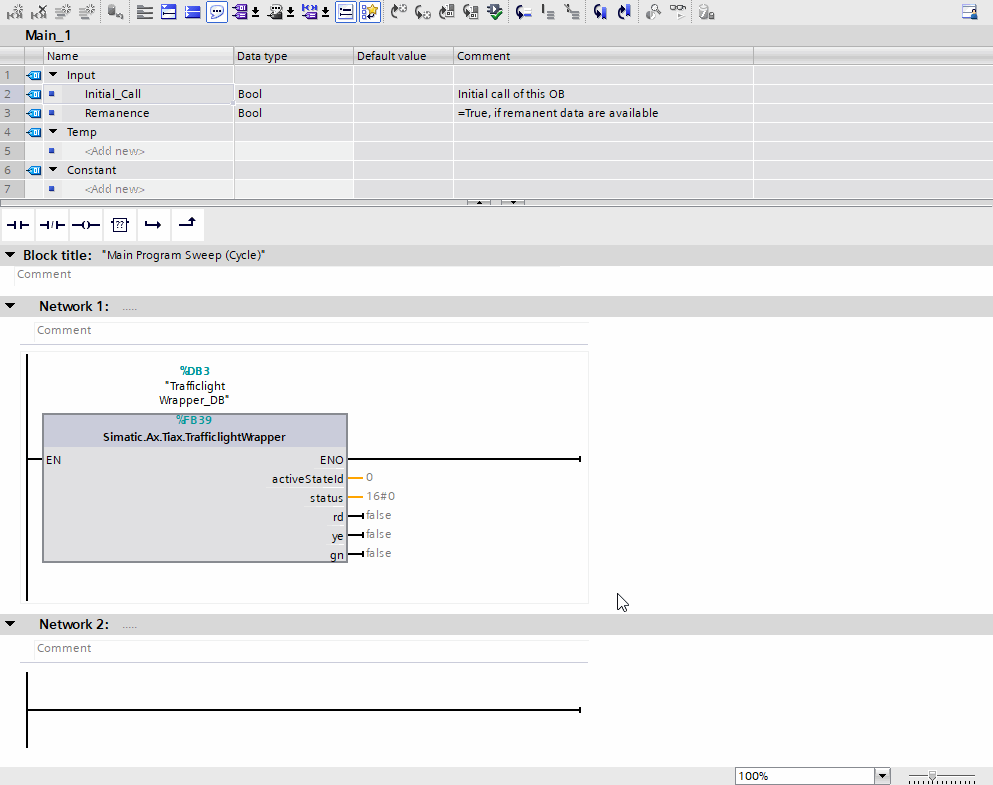 Main_1
Name Data type Default value Comment
1 Input
2 Initial_Call Bool Initial call of this OB
3 Remanence Bool =True, if remanent data are available
4 Temp
5 <Add new>
6 Constant
7 <Add new>
??
Block title: "Main Program Sweep (Cycle)"
Comment
Network 1: .....
Comment
%DB3
"Trafficlight
Wrapper_DB"
%FB39
Simatic.Ax.Tiax.TrafficlightWrapper
EN ENO
activeStateId 0
status 16#0
rd false
ye false
gn false
Network 2: .....
Comment
100%